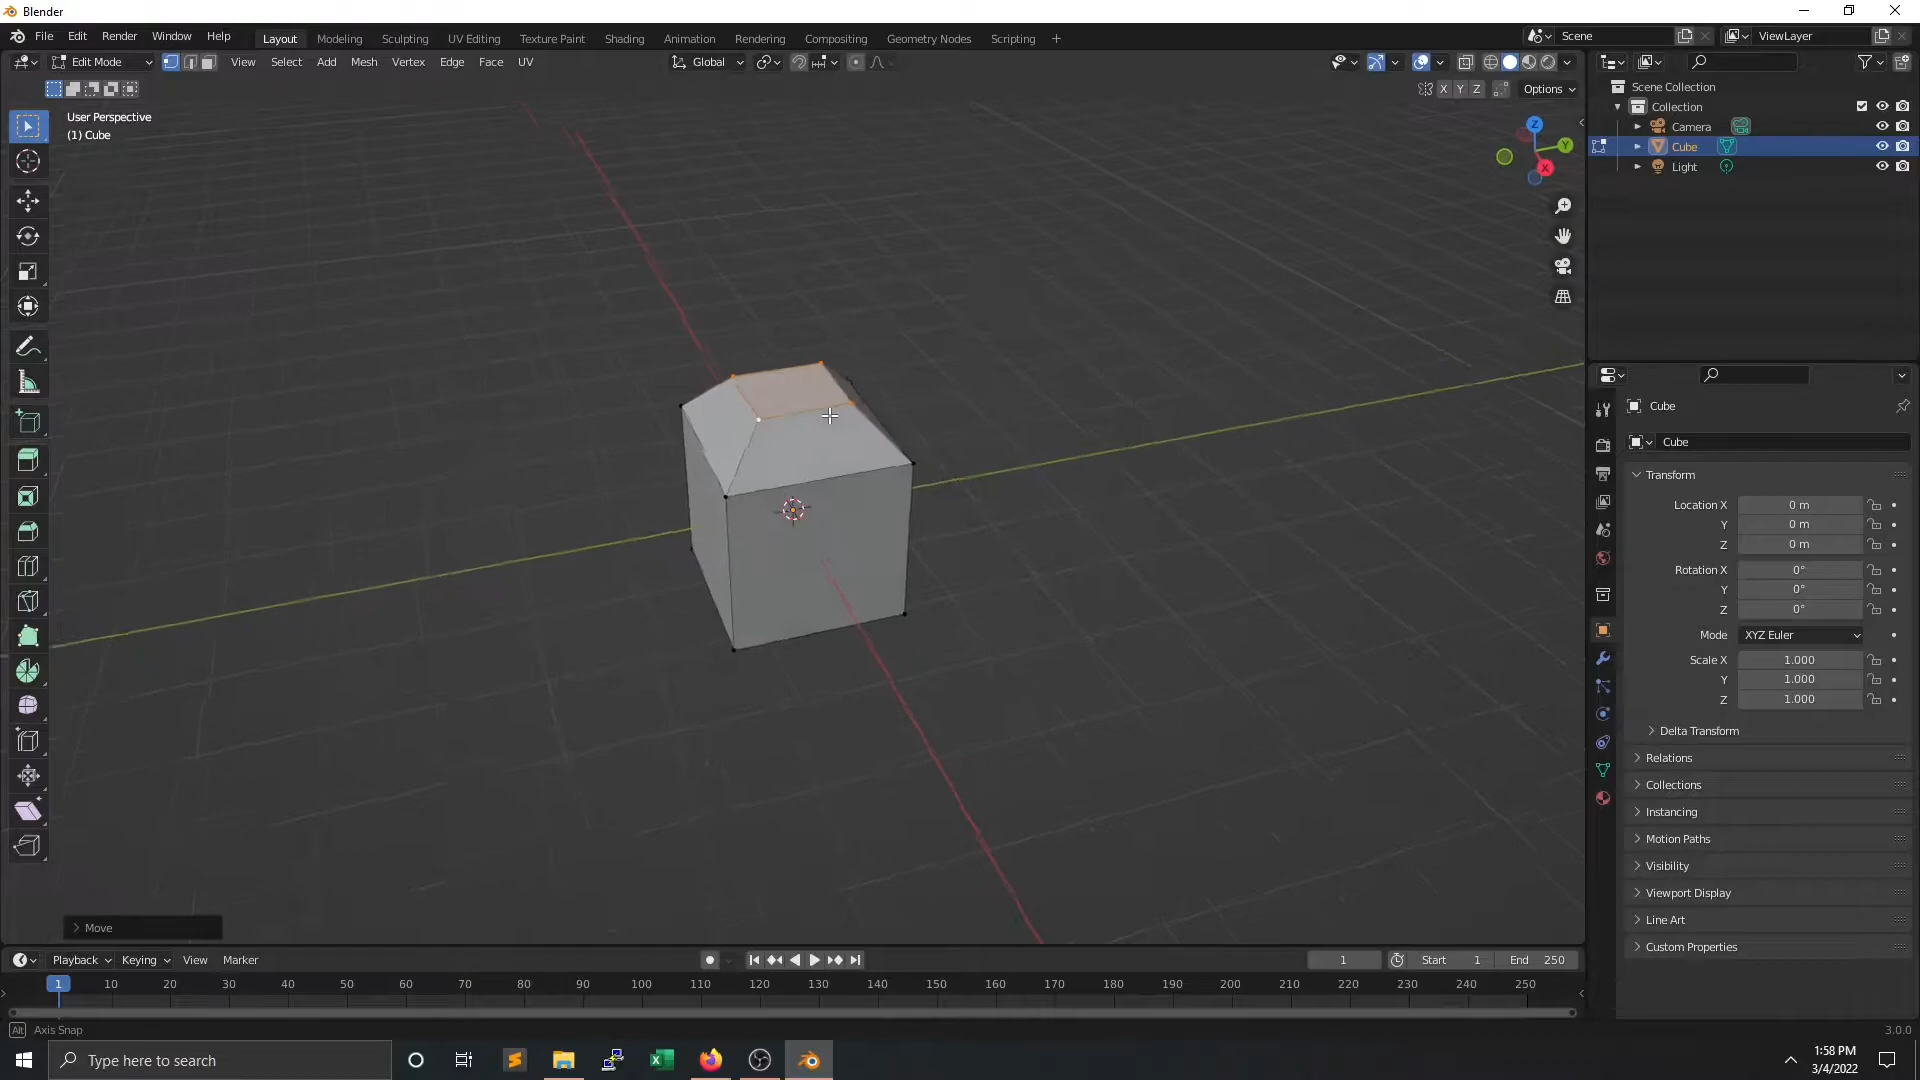 Blender
File Edit Render Window Help
Layout Modeling Sculpting UV Editing Texture Paint Shading Animation Rendering Compositing Geometry Nodes Scripting +
Scene
ViewLayer
Edit Mode
View Select Add Mesh Vertex Edge Face UV
Global
X Y Z
Options
User Perspective
(1) Cube
Z
Y
X
Scene Collection
Collection
Camera
Cube
Light
Cube
Cube
Transform
Location X 0 m
Y 0 m
Z 0 m
Rotation X 0°
Y 0°
Z 0°
Mode XYZ Euler
Scale X 1.000
Y 1.000
Z 1.000
Delta Transform
Relations
Collections
Instancing
Motion Paths
Visibility
Viewport Display
Line Art
Custom Properties
Move
Playback Keying View Marker
1 Start 1 End 250
1 10 20 30 40 50 60 70 80 90 100 110 120 130 140 150 160 170 180 190 200 210 220 230 240 250
Alt Axis Snap
3.0.0
Type here to search
1:58 PM
3/4/2022